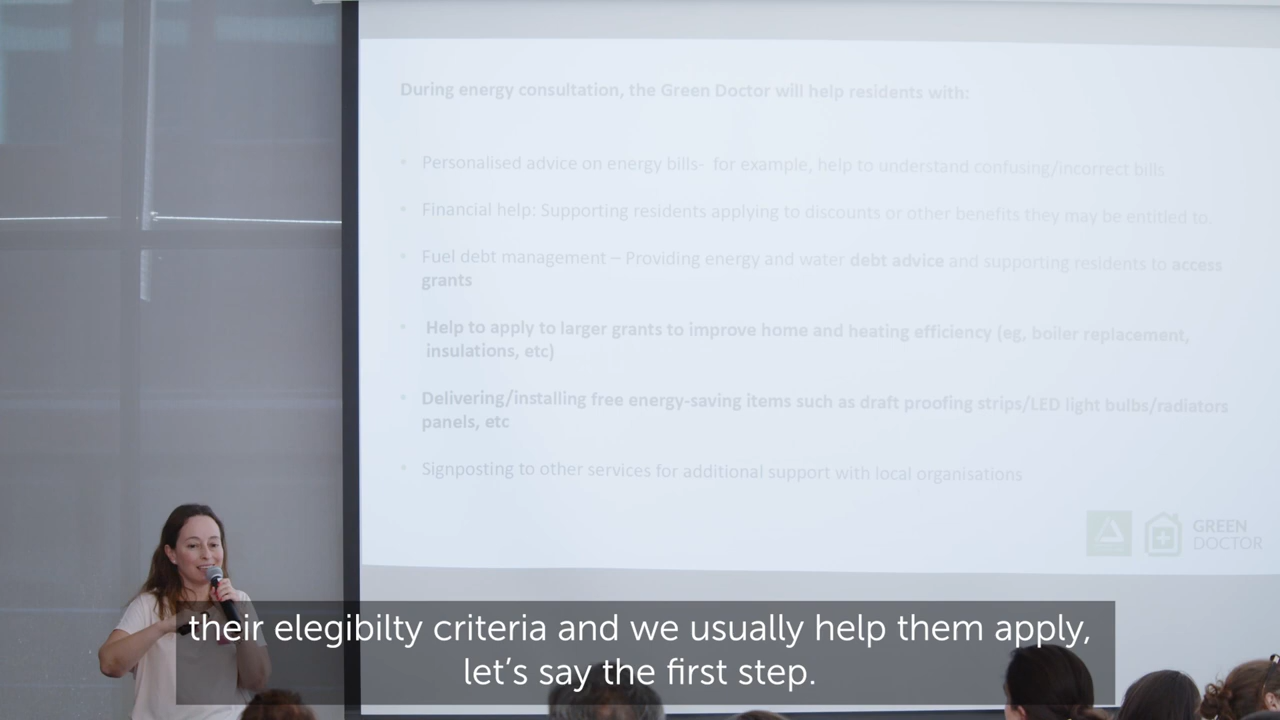 During energy consultation, the Green Doctor will help residents with:
• Personalised advice on energy bills- for example, help to understand confusing/incorrect bills
• Financial help: Supporting residents applying to discounts or other benefits they may be entitled to
• Fuel debt management – Providing energy and water debt advice and supporting residents to access
grants
• Help to apply to larger grants to improve home and heating efficiency (eg, boiler replacement,
insulations, etc)
• Delivering/installing free energy-saving items such as draft proofing strips/LED light bulbs/radiators
panels, etc
• Signposting to other services for additional support with local organisations
GREEN
DOCTOR
their elegibilty criteria and we usually help them apply,
let’s say the first step.